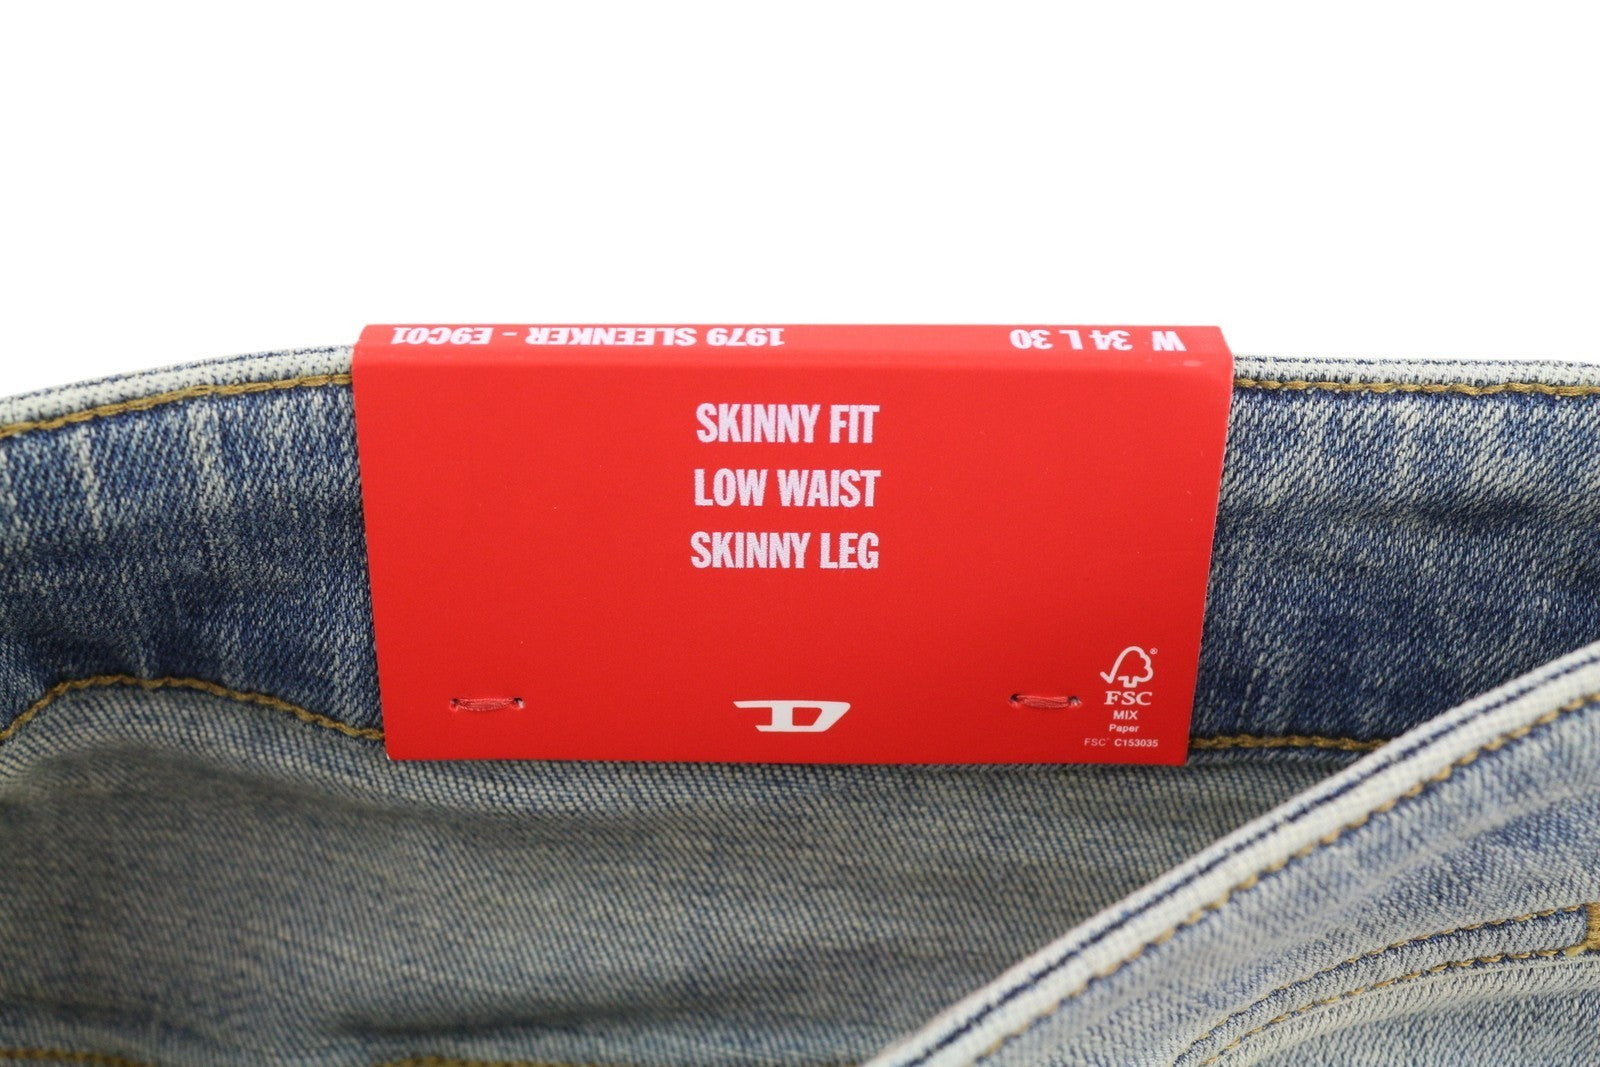 W 34 L 30
1979 SLEENKER - E9C01
SKINNY FIT
LOW WAIST
SKINNY LEG
D
FSC®
MIX
Paper
FSC® C153035